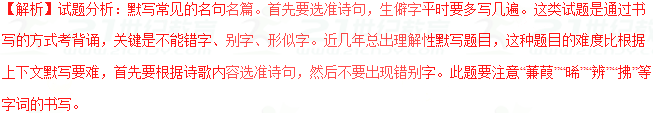 【解析】试题分析：默写常见的名句名篇。首先要选准诗句，生僻字平时要多写几遍。这类试题是通过书
写的方式考背诵，关键是不能错字、别字、形似字。近几年总出理解性默写题目，这种题目的难度比根据
上下文默写要难，首先要根据诗歌内容选准诗句，然后不要出现错别字。此题要注意“蒹葭”“晞”“辨”“拂”等
字词的书写。